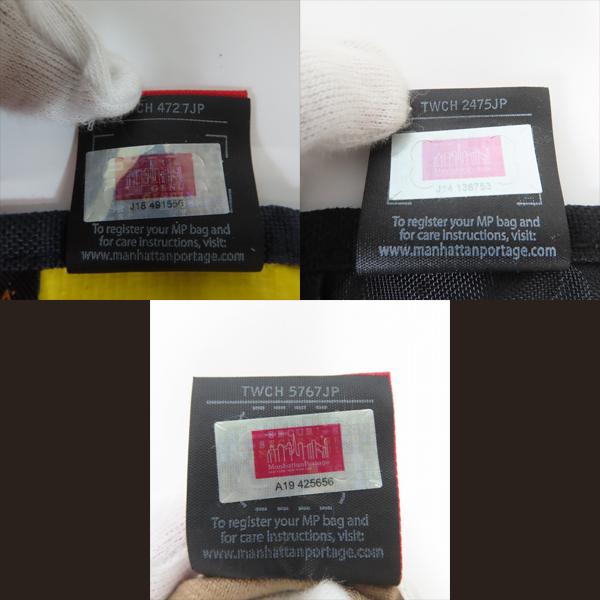 TWCH 472.7JP
J18 491556
To register your MP bag and
for care instructions, visit:
www.manhattanportage.com
TWCH 2475JP
J14 136753
To register your MP bag and
for care instructions, visit:
www.manhattanportage.com
TWCH 5767JP
ManhattanPortage
A19 425656
To register your MP bag and
for care instructions, visit:
www.manhattanportage.com